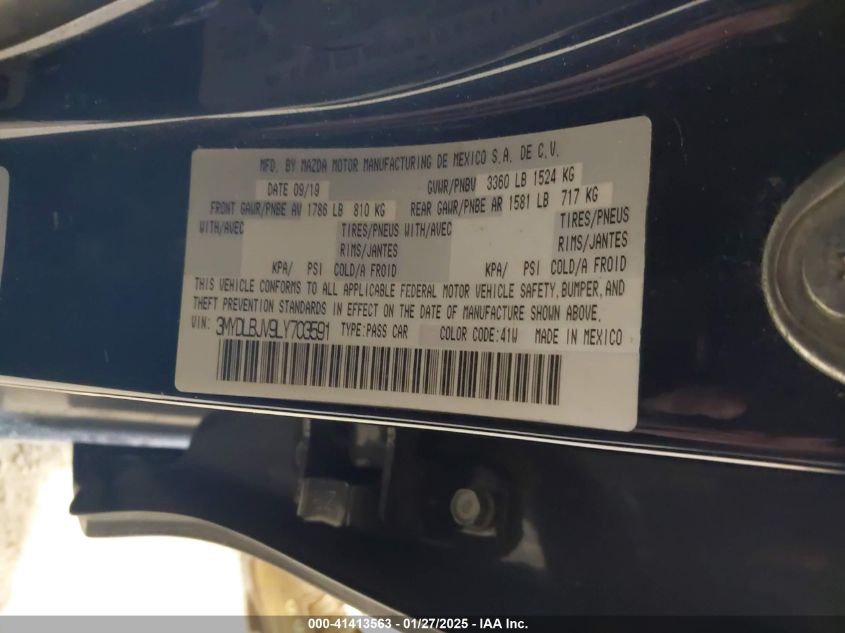 MFD. BY MAZDA MOTOR MANUFACTURING DE MEXICO S.A. DE C.V.
DATE 09/19 GVWR/PNBV 3360 LB 1524 KG
FRONT GAWR/PNBE AV 1786 LB 810 KG REAR GAWR/PNBE AR 1581 LB 717 KG
WITH/AVEC TIRES/PNEUS WITH/AVEC TIRES/PNEUS
RIMS/JANTES RIMS/JANTES
KPA/ PSI COLD/A FROID KPA/ PSI COLD/A FROID
THIS VEHICLE CONFORMS TO ALL APPLICABLE FEDERAL MOTOR VEHICLE SAFETY, BUMPER, AND
THEFT PREVENTION STANDARDS IN EFFECT ON THE DATE OF MANUFACTURE SHOWN ABOVE.
VIN: 3MYDLBJV9LY703591 TYPE:PASS CAR COLOR CODE:41W MADE IN MEXICO
000-41413563 - 01/27/2025 - IAA Inc.